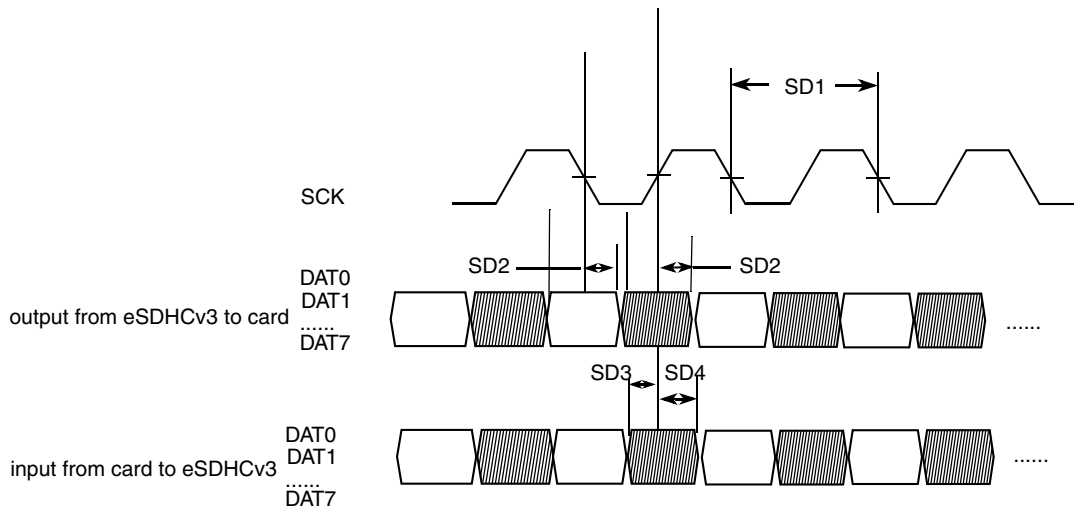 SD1
SCK
SD2
SD2
DAT0
DAT1
......
DAT7
output from eSDHCv3 to card
......
SD3
SD4
DAT0
DAT1
......
DAT7
input from card to eSDHCv3
......